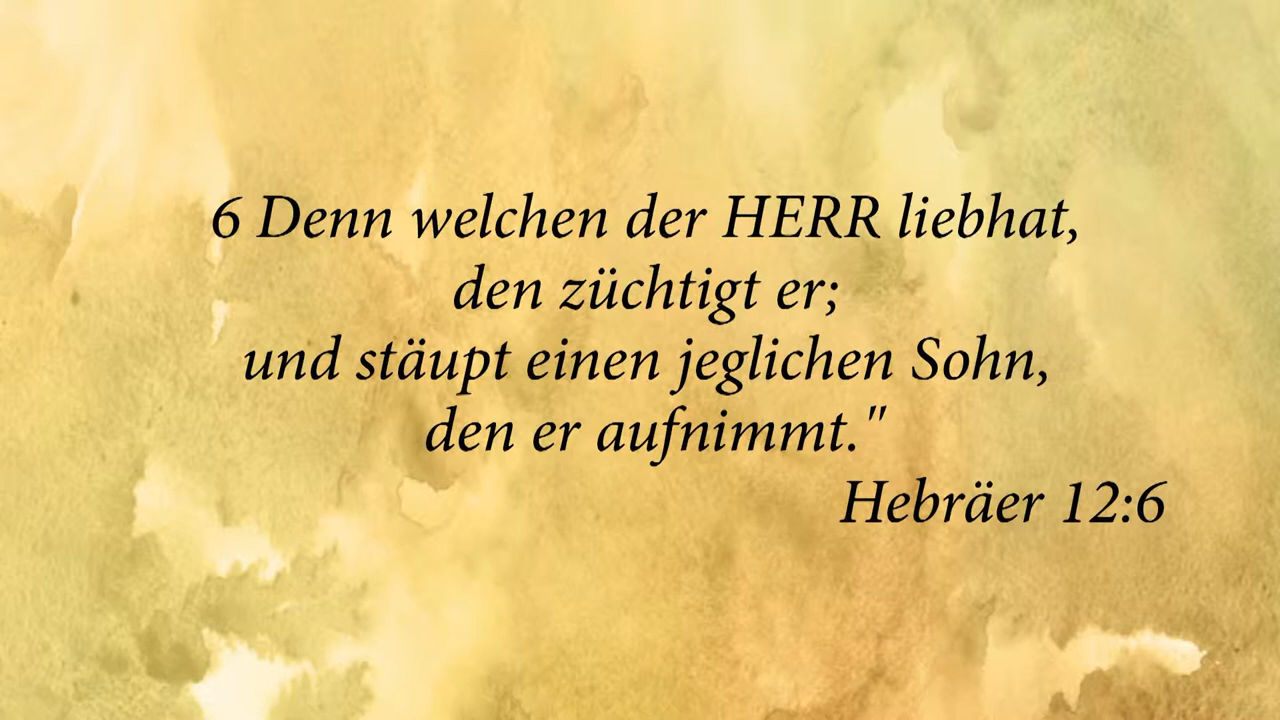 6 Denn welchen der HERR liebhat,
den züchtigt er;
und stäupt einen jeglichen Sohn,
den er aufnimmt."
Hebräer 12:6